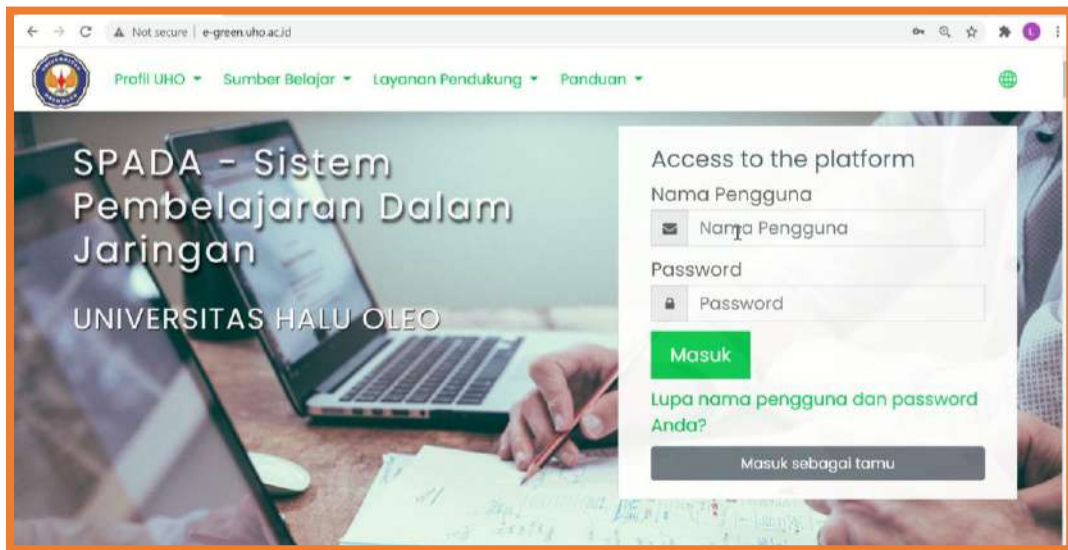 Not secure | e-green.uho.ac.id
Profil UHO Sumber Belajar Layanan Pendukung Panduan
SPADA - Sistem
Pembelajaran Dalam
Jaringan
UNIVERSITAS HALU OLEO
Access to the platform
Nama Pengguna
Nama Pengguna
Password
Password
Masuk
Lupa nama pengguna dan password
Anda?
Masuk sebagai tamu